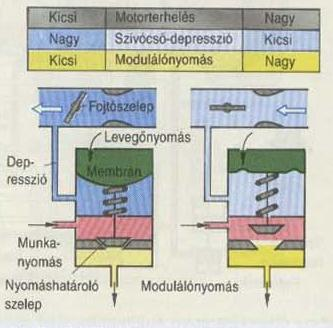 Kicsi Motorterhelés Nagy
Nagy Szívócső-depresszió Kicsi
Kicsi Modulálónyomás Nagy
Fojtószelep
Levegőnyomás
Dep-
resszió
Membrán
Munka-
nyomás
Nyomáshatároló
szelep
Modulálónyomás